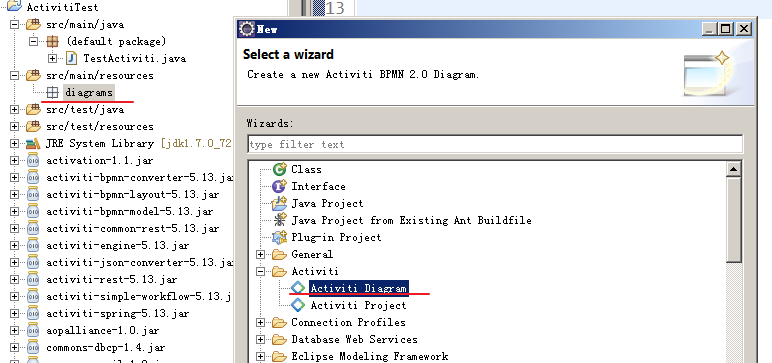 ActivitiTest
src/main/java
(default package)
TestActiviti.java
src/main/resources
diagrams
src/test/java
src/test/resources
JRE System Library [jdk1.7.0_72
activation-1.1.jar
activiti-bpmn-converter-5.13.jar
activiti-bpmn-layout-5.13.jar
activiti-bpmn-model-5.13.jar
activiti-common-rest-5.13.jar
activiti-engine-5.13.jar
activiti-json-converter-5.13.jar
activiti-rest-5.13.jar
activiti-simple-workflow-5.13.jar
activiti-spring-5.13.jar
aopalliance-1.0.jar
commons-dbcp-1.4.jar
13
New
Select a wizard
Create a new Activiti BPMN 2.0 Diagram.
Wizards:
type filter text
Class
Interface
Java Project
Java Project from Existing Ant Buildfile
Plug-in Project
General
Activiti
Activiti Diagram
Activiti Project
Connection Profiles
Database Web Services
Eclipse Modeling Framework